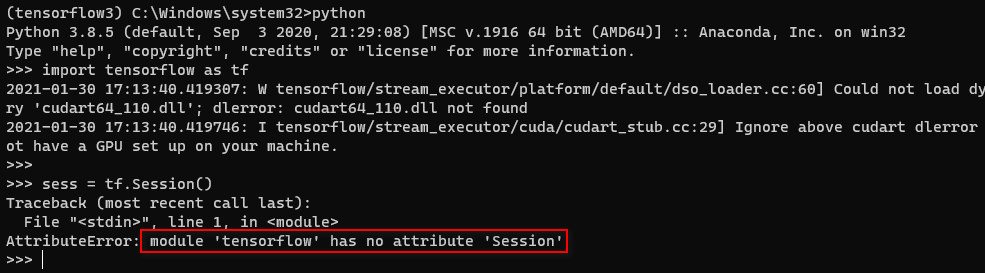 (tensorflow3) C:\Windows\system32>python
Python 3.8.5 (default, Sep  3 2020, 21:29:08) [MSC v.1916 64 bit (AMD64)] :: Anaconda, Inc. on win32
Type "help", "copyright", "credits" or "license" for more information.
>>> import tensorflow as tf
2021-01-30 17:13:40.419307: W tensorflow/stream_executor/platform/default/dso_loader.cc:60] Could not load dy
ry 'cudart64_110.dll'; dlerror: cudart64_110.dll not found
2021-01-30 17:13:40.419746: I tensorflow/stream_executor/cuda/cudart_stub.cc:29] Ignore above cudart dlerror
ot have a GPU set up on your machine.
>>>
>>> sess = tf.Session()
Traceback (most recent call last):
  File "<stdin>", line 1, in <module>
AttributeError: module 'tensorflow' has no attribute 'Session'
>>>